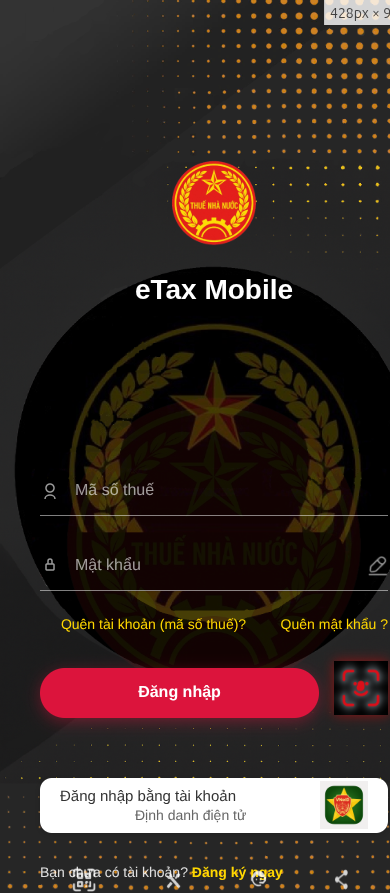 428px × 9
THUẾ NHÀ NƯỚC
eTax Mobile
Mã số thuế
THUẾ NHÀ NƯỚC
Mật khẩu
Quên tài khoản (mã số thuế)? Quên mật khẩu ?
Đăng nhập
Đăng nhập bằng tài khoản
Định danh điện tử
Bạn chưa có tài khoản? Đăng ký ngay